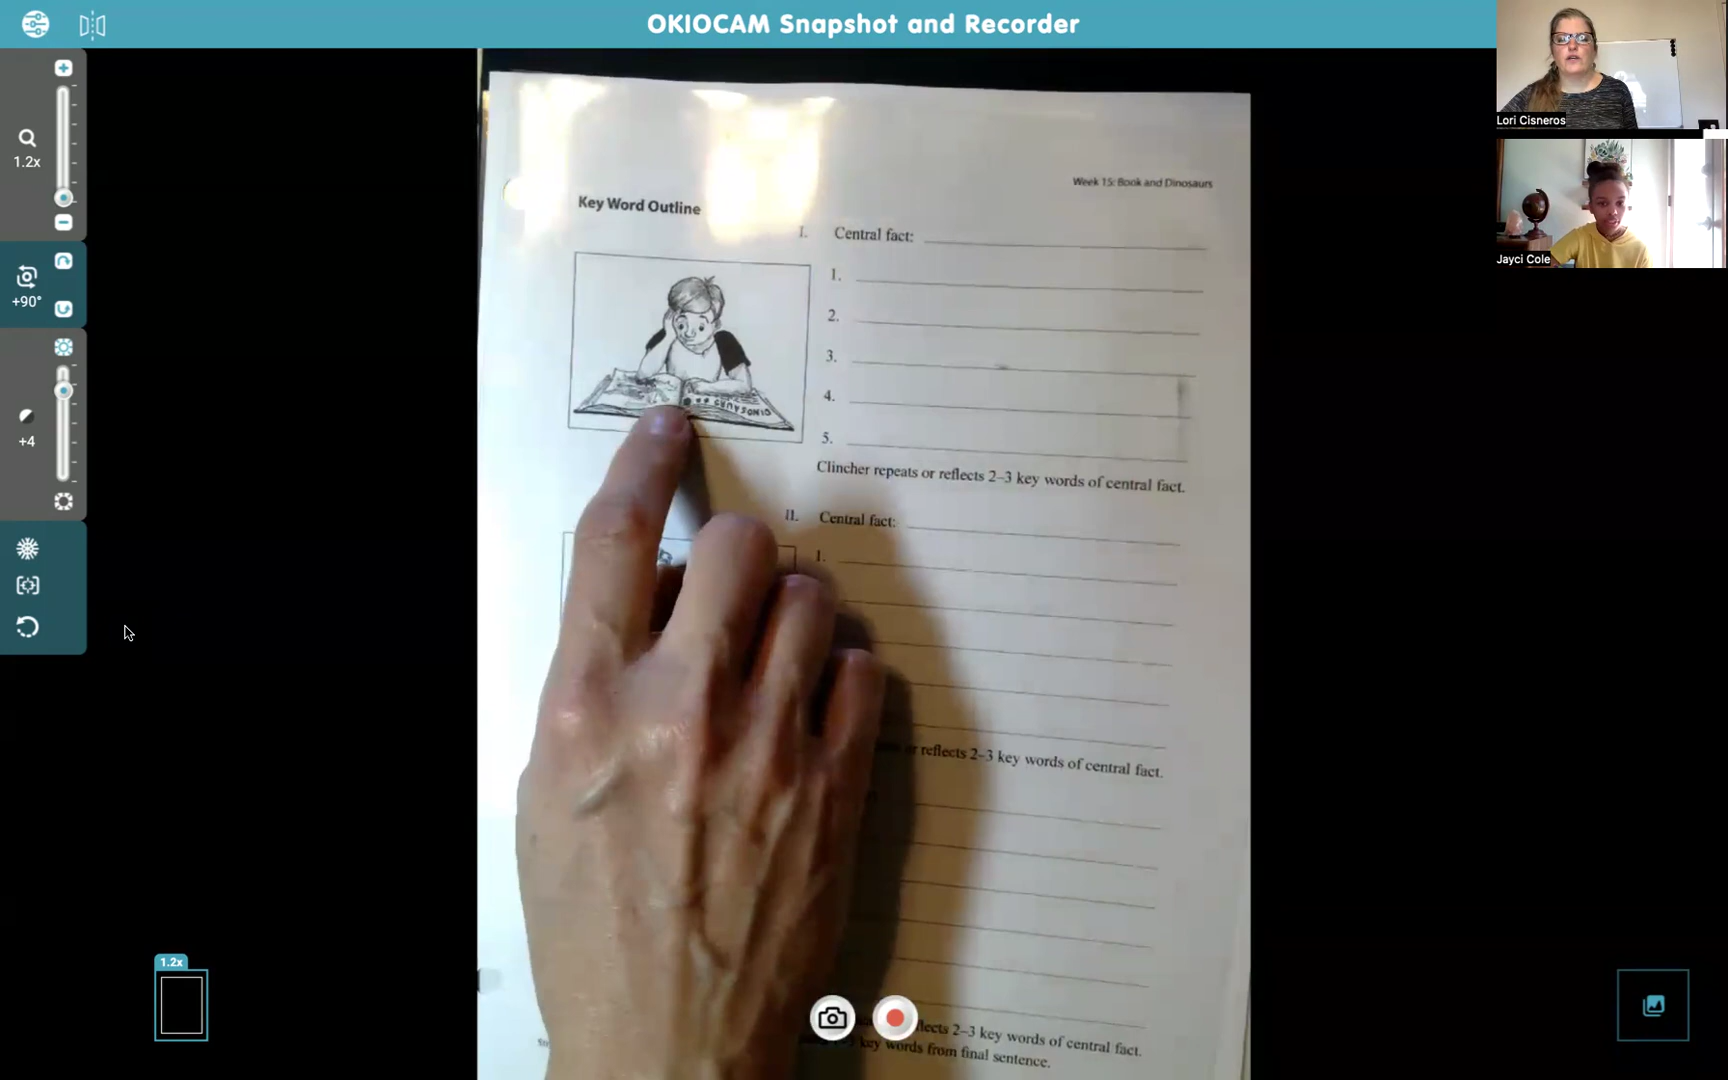 OKIOCAM Snapshot and Recorder
1.2x
+90°
+4
1.2x
Lori Cisneros
Jayci Cole
Week 15: Book and Dinosaurs
Key Word Outline
I. Central fact:
1.
2.
3.
4.
5.
DINOSAURS
Clincher repeats or reflects 2–3 key words of central fact.
II. Central fact:
1.
or reflects 2–3 key words of central fact.
2–3 key words of central fact.
key words from final sentence.